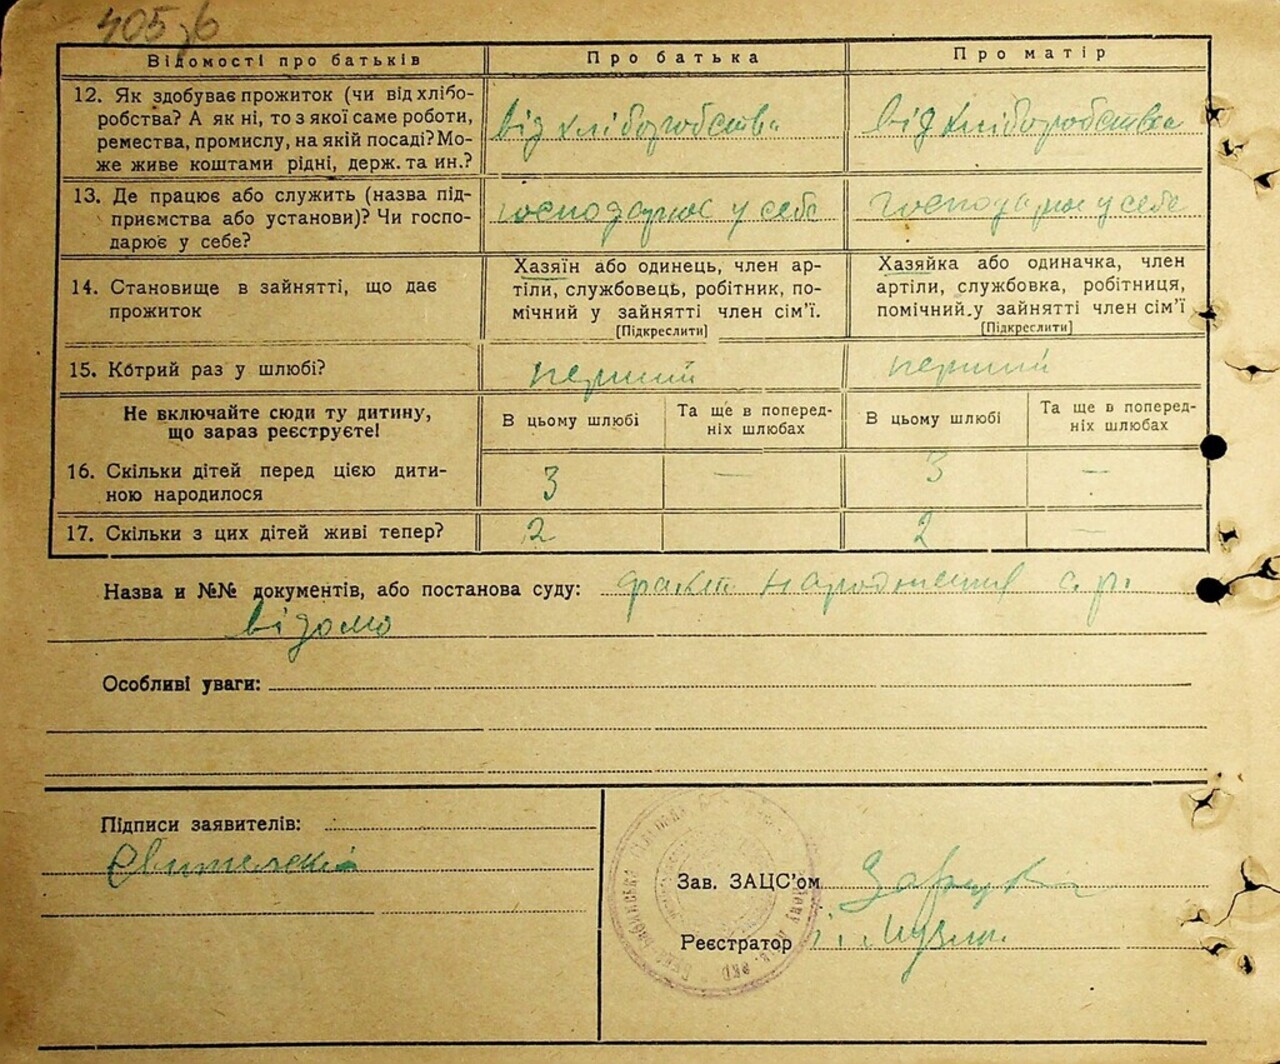 405 зв
Відомості про батьків
Про батька
Про матір
12. Як здобуває прожиток (чи від хлібо-
робства? А як ні, то з якої саме роботи,
ремества, промислу, на якій посаді? Мо-
же живе коштами рідні, держ. та ин.?
від хліборобства
від хліборобства
13. Де працює або служить (назва під-
приємства або установи)? Чи госпо-
дарює у себе?
господарює у себе
господарює у себе
14. Становище в зайнятті, що дає
прожиток
Хазяїн або одинець, член ар-
тіли, службовець, робітник, по-
мічний у зайнятті член сім'ї.
[Підкреслити]
Хазяйка або одиначка, член
артіли, службовка, робітниця,
помічний у зайнятті член сім'ї
[Підкреслити]
15. Котрий раз у шлюбі?
перший
перший
Не включайте сюди ту дитину,
що зараз реєструєте!
В цьому шлюбі
Та ще в поперед-
ніх шлюбах
В цьому шлюбі
Та ще в поперед-
ніх шлюбах
16. Скільки дітей перед цією дити-
ною народилося
3
—
3
—
17. Скільки з цих дітей живі тепер?
2
2
—
Назва и №№ документів, або постанова суду: факт народження с. р.
відомо
Особливі уваги:
Підписи заявителів:
Зав. ЗАЦС'ом
Реєстратор